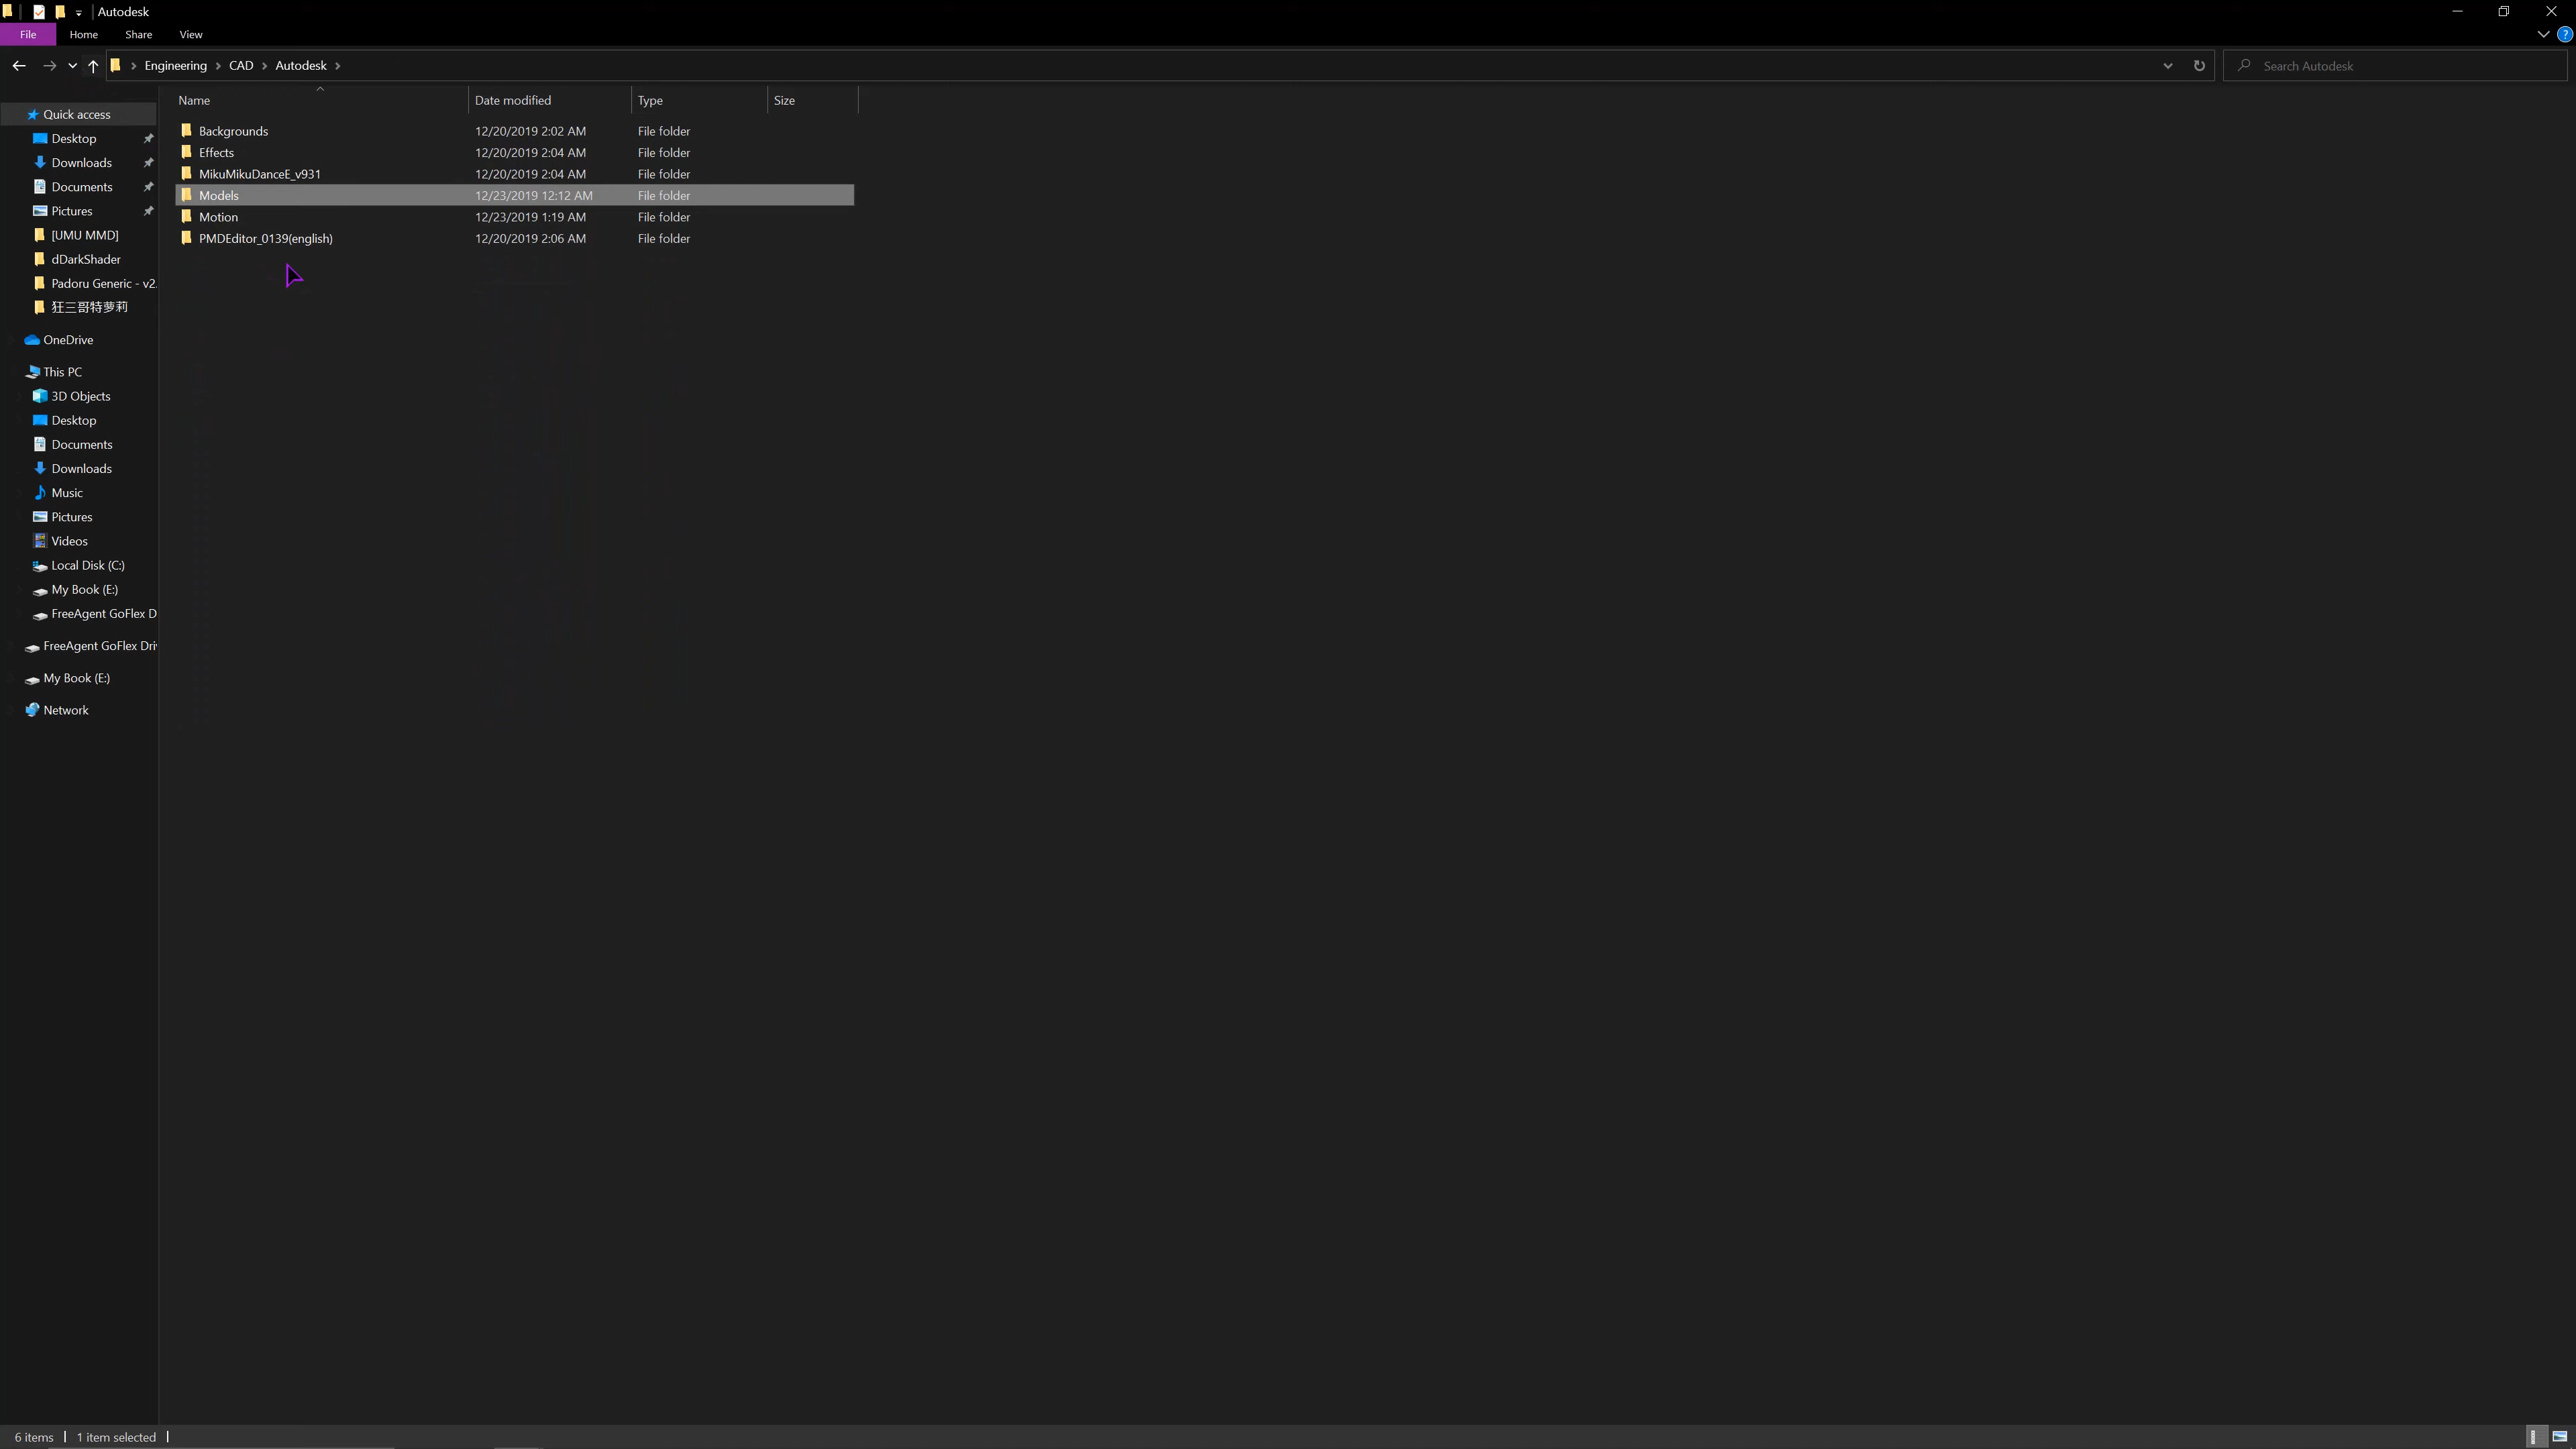 Autodesk
File Home Share View
Engineering CAD Autodesk
Search Autodesk
Name Date modified Type Size
Backgrounds 12/20/2019 2:02 AM File folder
Effects 12/20/2019 2:04 AM File folder
MikuMikuDanceE_v931 12/20/2019 2:04 AM File folder
Models 12/23/2019 12:12 AM File folder
Motion 12/23/2019 1:19 AM File folder
PMDEditor_0139(english) 12/20/2019 2:06 AM File folder
Quick access
Desktop
Downloads
Documents
Pictures
[UMU MMD]
dDarkShader
Padoru Generic - v2.
狂三哥特萝莉
OneDrive
This PC
3D Objects
Desktop
Documents
Downloads
Music
Pictures
Videos
Local Disk (C:)
My Book (E:)
FreeAgent GoFlex D
FreeAgent GoFlex Dri
My Book (E:)
Network
6 items 1 item selected